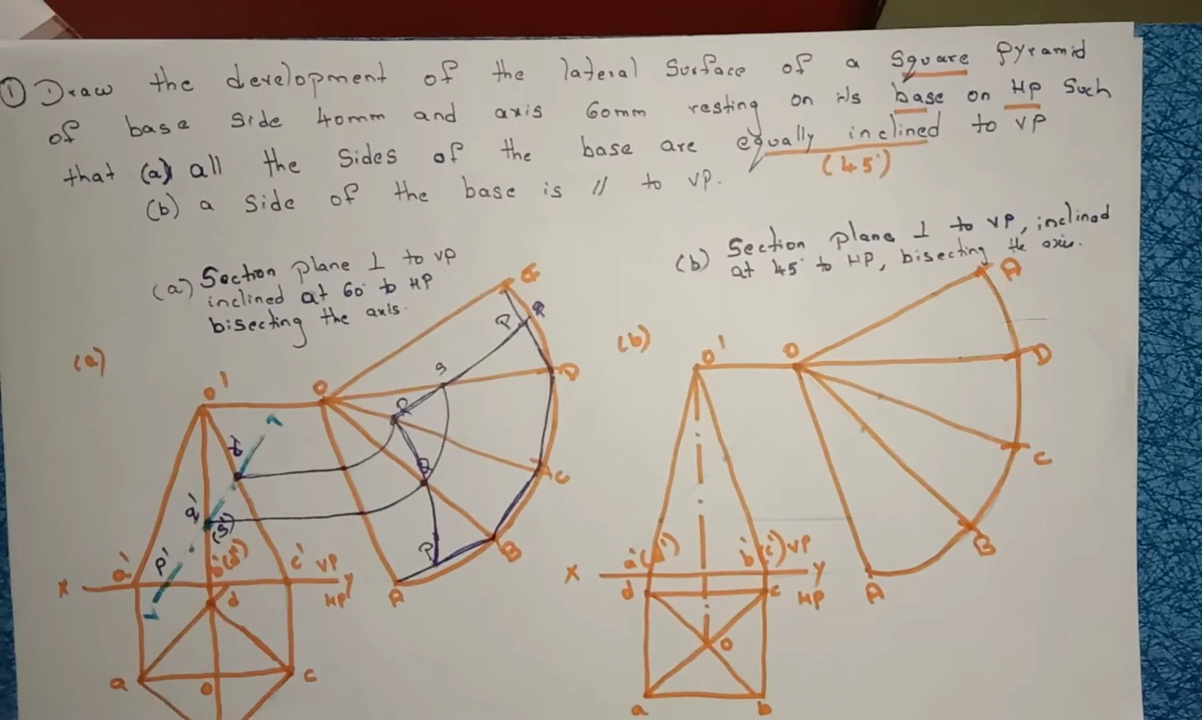 ① Draw the development of the lateral Surface of a Square Pyramid
of base side 40mm and axis 60mm resting on its base on HP Such
that (a) all the Sides of the base are equally inclined to VP
(45°)
(b) a side of the base is // to VP.
(a) Section plane ⊥ to VP
inclined at 60° to HP
bisecting the axis.
(b) Section plane ⊥ to VP, inclined
at 45° to HP, bisecting the axis.
(a)
o'
O
q'
(s')
p'
a'
b'(d')
c'
VP
X
Y
HP
d
a
o
c
P
R
S
D
C
B
A
P
(b)
o'
O
A
D
C
B
A
a'(d')
b'(c')
VP
X
Y
HP
d
c
o
a
b